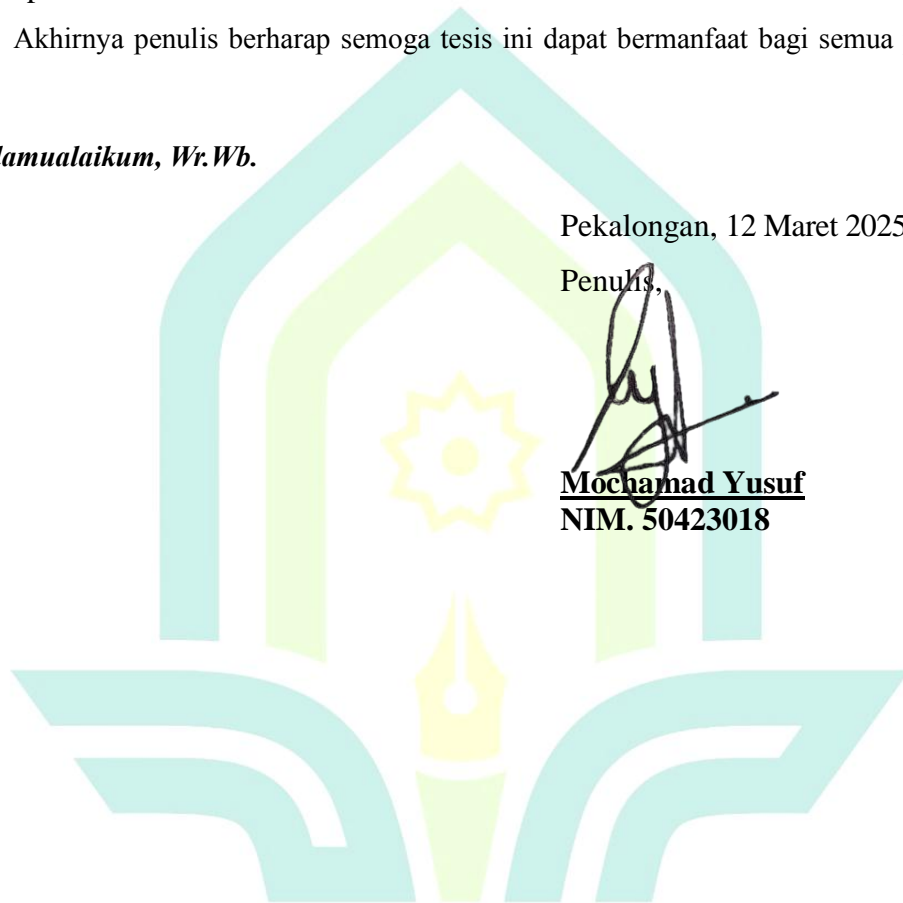 Akhirnya penulis berharap semoga tesis ini dapat bermanfaat bagi semua
lamualaikum, Wr.Wb.
Pekalongan, 12 Maret 2025
Penulis,
Mochamad Yusuf
NIM. 50423018